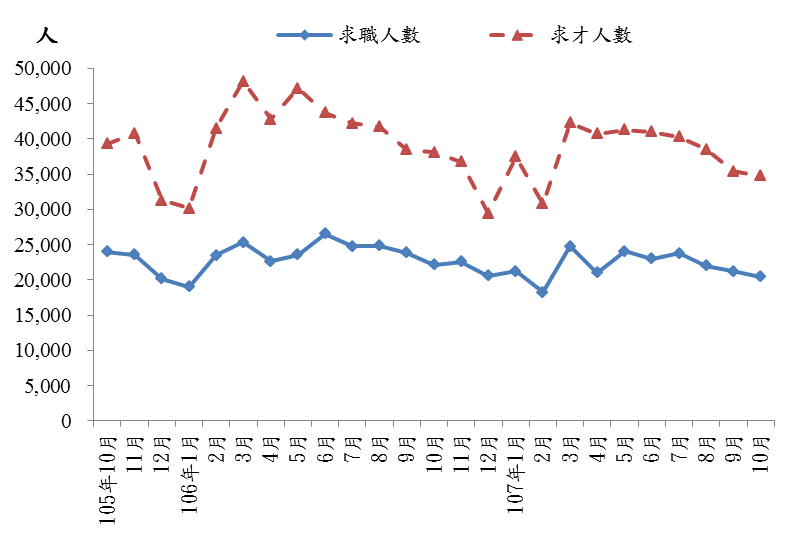 人
求職人數
求才人數
50,000
45,000
40,000
35,000
30,000
25,000
20,000
15,000
10,000
5,000
0
105年10月
11月
12月
106年1月
2月
3月
4月
5月
6月
7月
8月
9月
10月
11月
12月
107年1月
2月
3月
4月
5月
6月
7月
8月
9月
10月